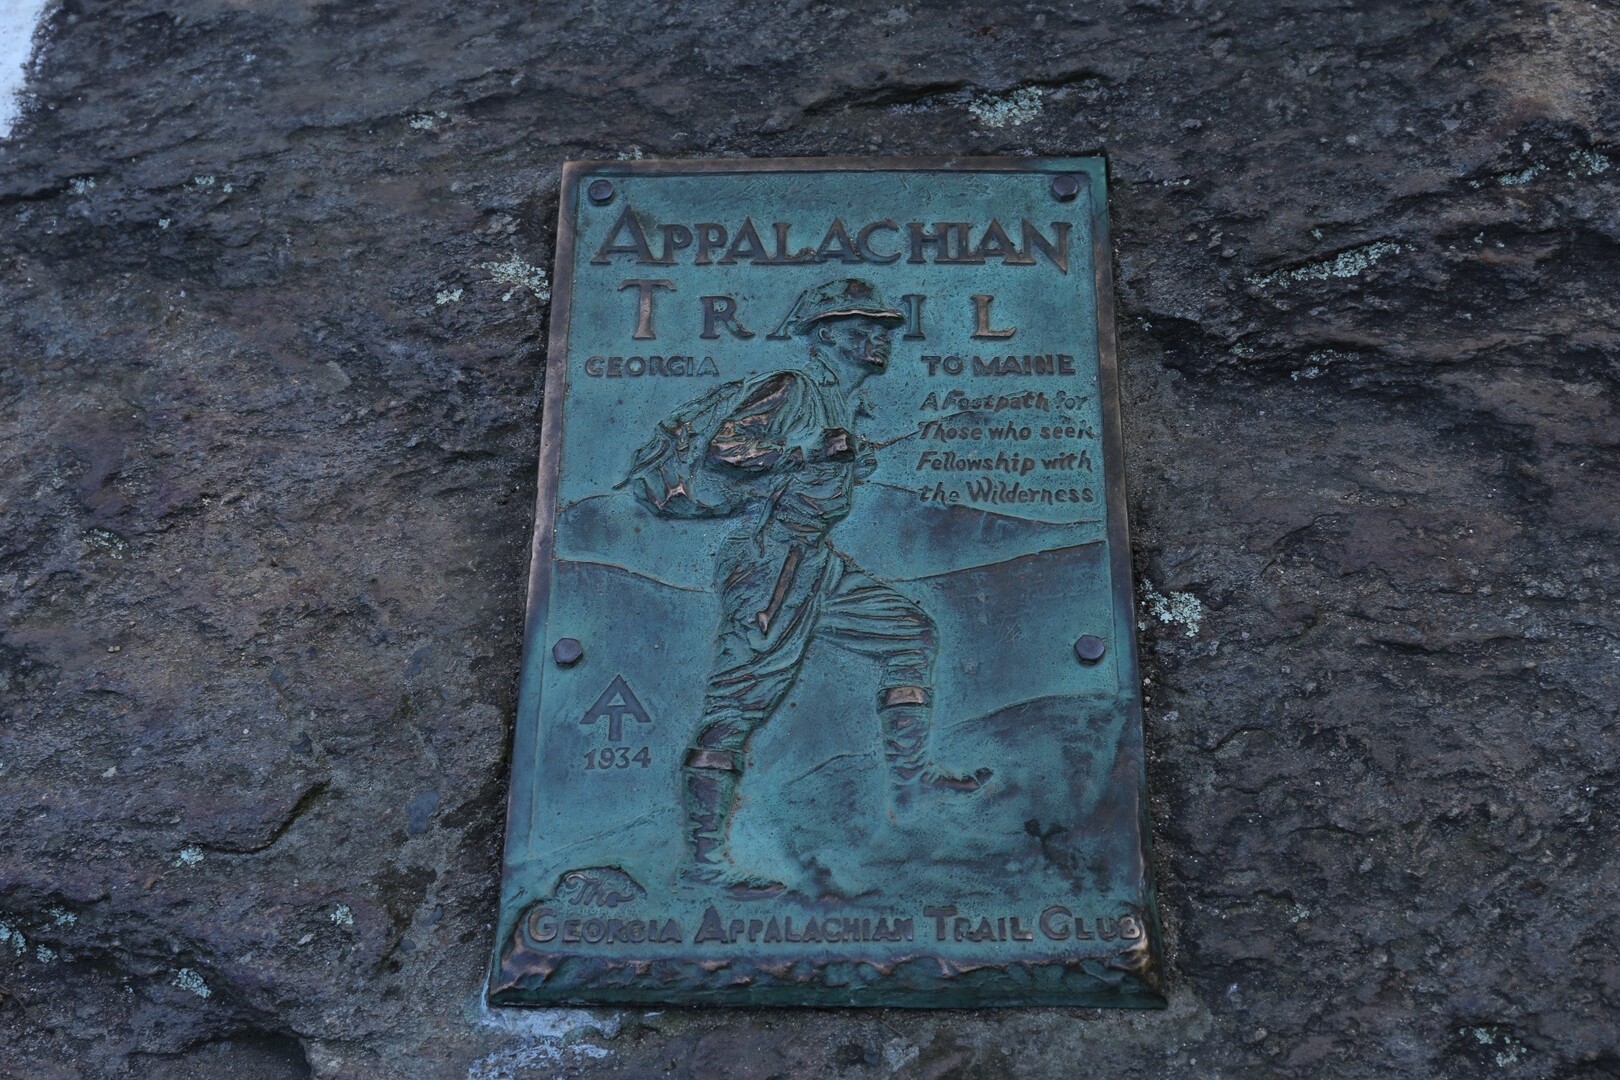 APPALACHIAN
TRAIL
GEORGIA TO MAINE
A Footpath for
Those who seek
Fellowship with
the Wilderness
AT
1934
The
GEORGIA APPALACHIAN TRAIL CLUB